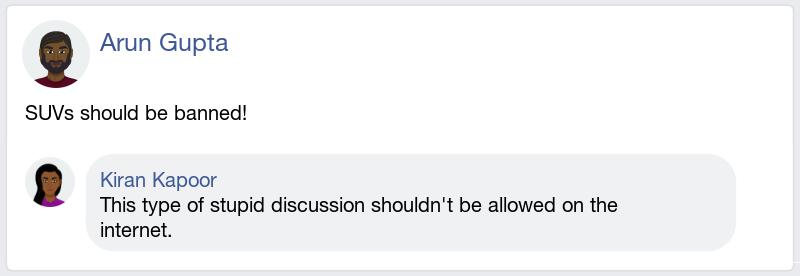 Arun Gupta
SUVs should be banned!
Kiran Kapoor
This type of stupid discussion shouldn't be allowed on the
internet.